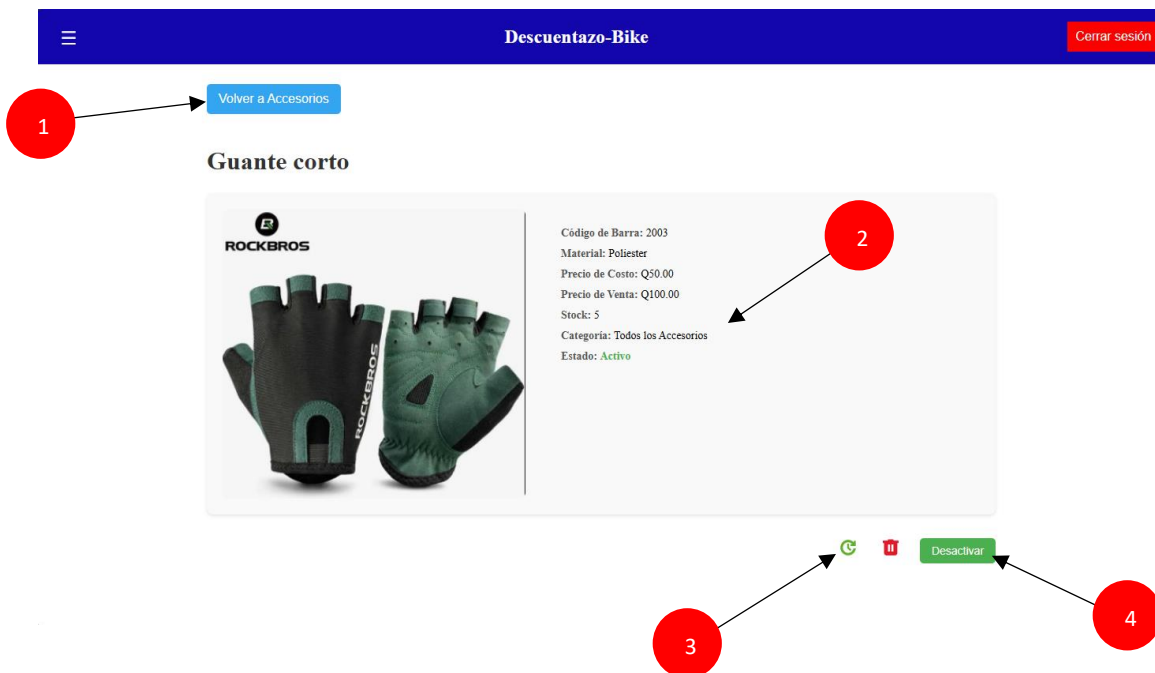 ☰ Descuentazo-Bike Cerrar sesión
Volver a Accesorios
1
Guante corto
ROCKBROS
Código de Barra: 2003
2
Material: Poliester
Precio de Costo: Q50.00
Precio de Venta: Q100.00
Stock: 5
Categoría: Todos los Accesorios
Estado: Activo
ROCKBROS
Desactivar
3
4